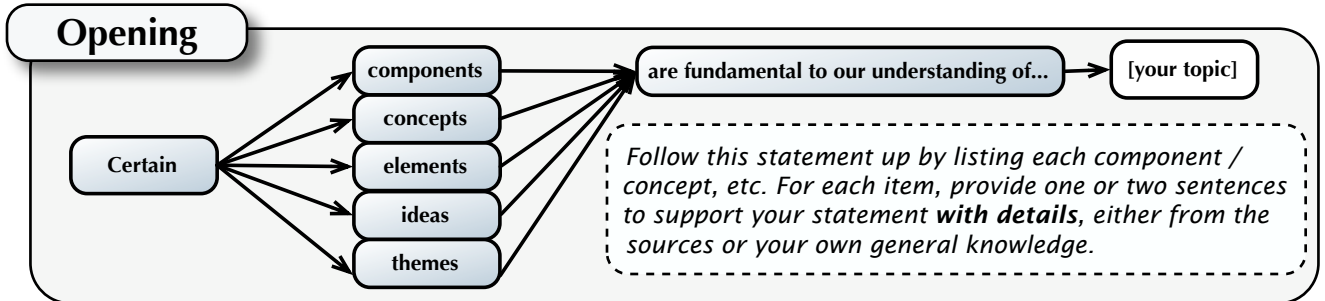 Opening
Certain
components
concepts
elements
ideas
themes
are fundamental to our understanding of...
[your topic]
Follow this statement up by listing each component /
concept, etc. For each item, provide one or two sentences
to support your statement with details, either from the
sources or your own general knowledge.